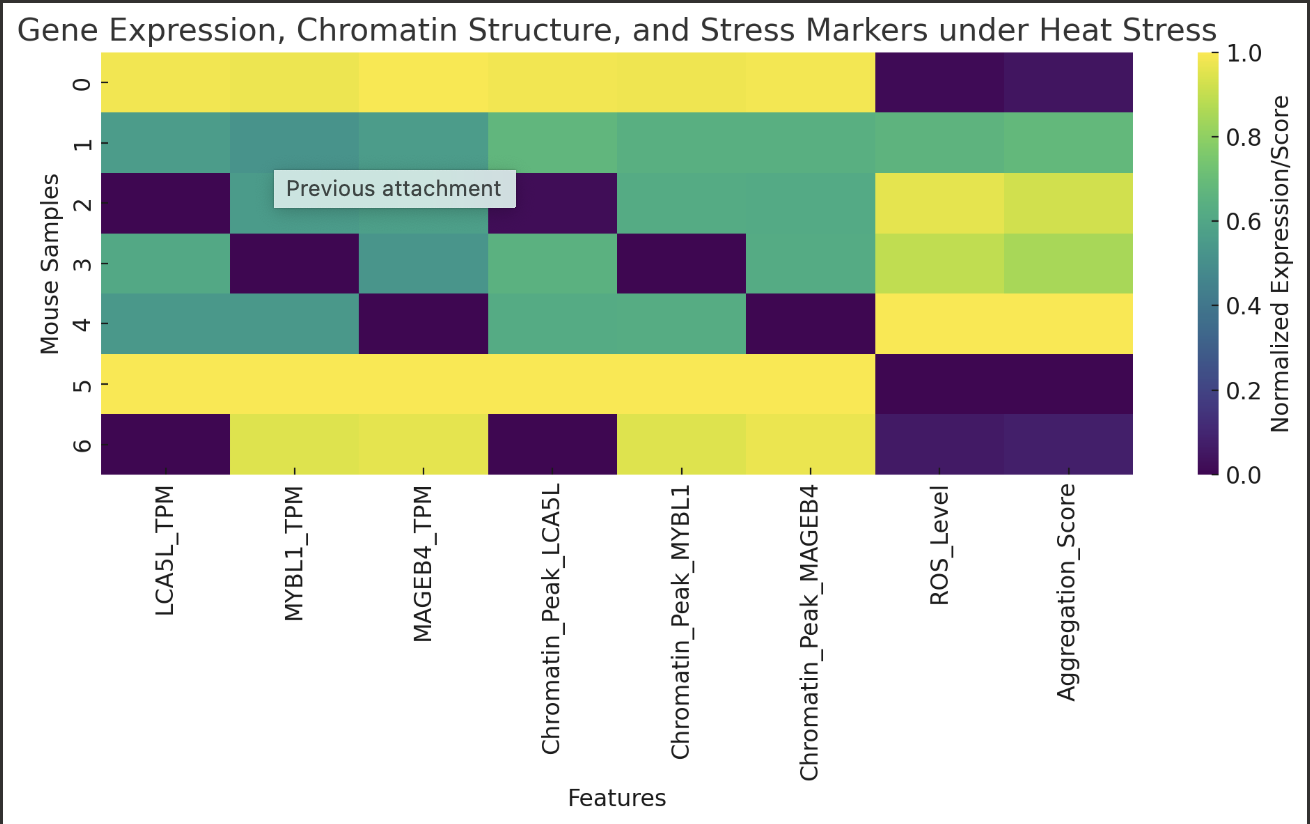 Gene Expression, Chromatin Structure, and Stress Markers under Heat Stress
Mouse Samples
0
1
2
3
4
5
6
Previous attachment
LCA5L_TPM
MYBL1_TPM
MAGEB4_TPM
Chromatin_Peak_LCA5L
Chromatin_Peak_MYBL1
Chromatin_Peak_MAGEB4
ROS_Level
Aggregation_Score
Features
1.0
0.8
0.6
0.4
0.2
0.0
Normalized Expression/Score